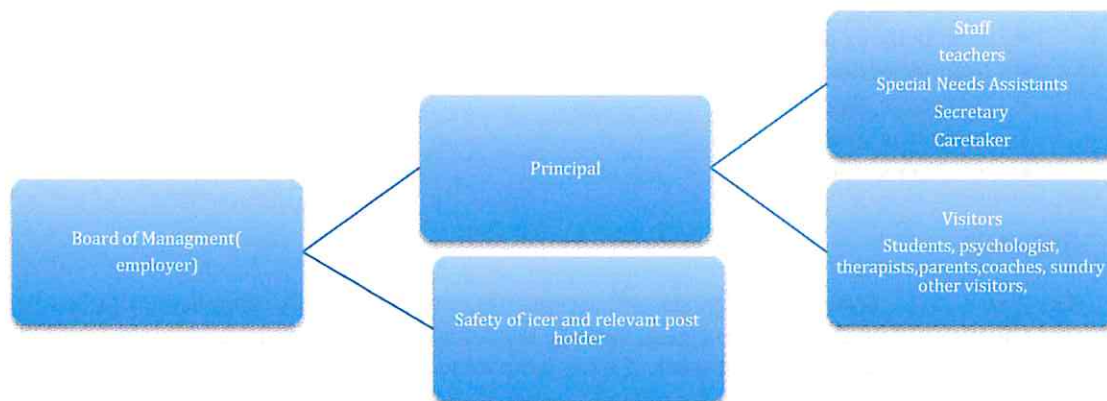 Board of Managment(
employer)
Principal
Safety of icer and relevant post
holder
Staff
teachers
Special Needs Assistants
Secretary
Caretaker
Visitors
Students, psychologist,
therapists,parents,coaches, sundry
other visitors,